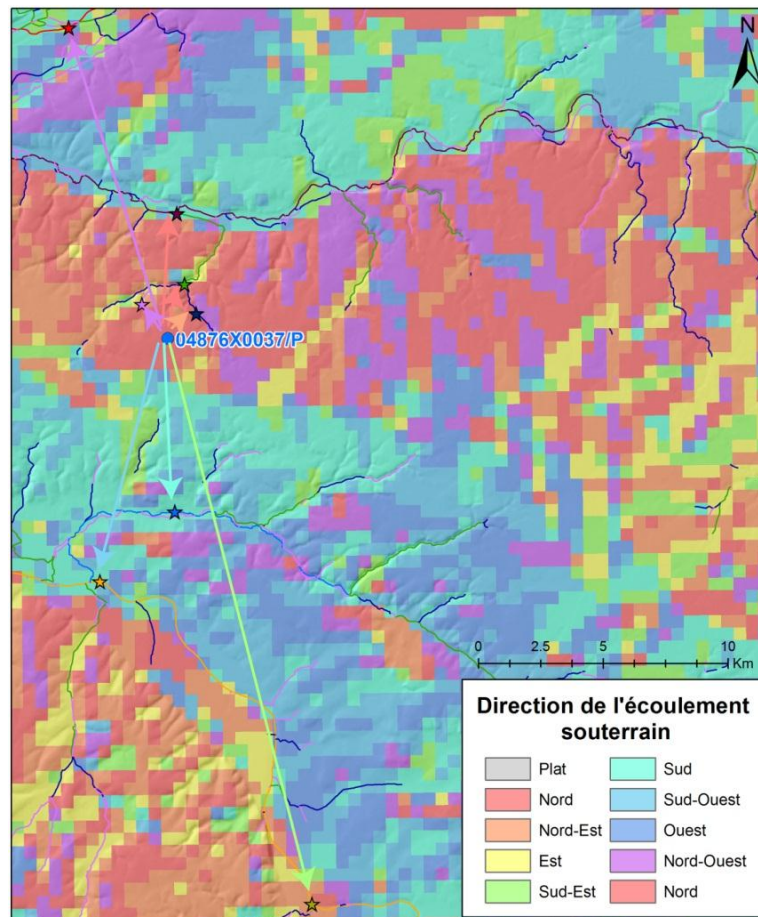 N
04876X0037/P
0 2.5 5 10
Km
Direction de l'écoulement
souterrain
Plat
Nord
Nord-Est
Est
Sud-Est
Sud
Sud-Ouest
Ouest
Nord-Ouest
Nord